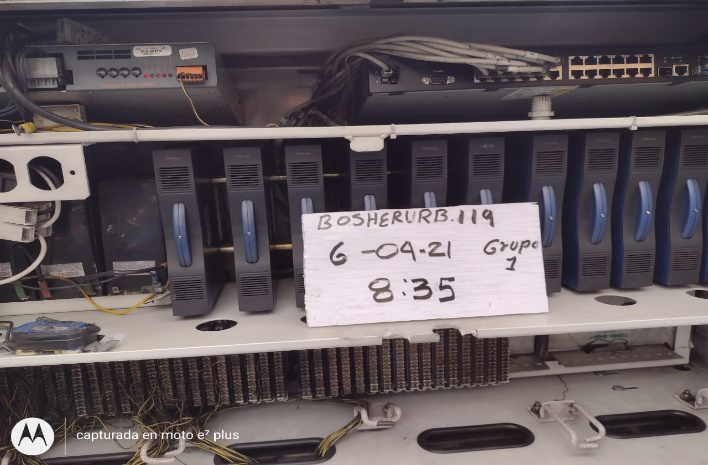 BOSHERURB.119
6-04-21 Grupo
1
8:35
capturada en moto e⁷ plus